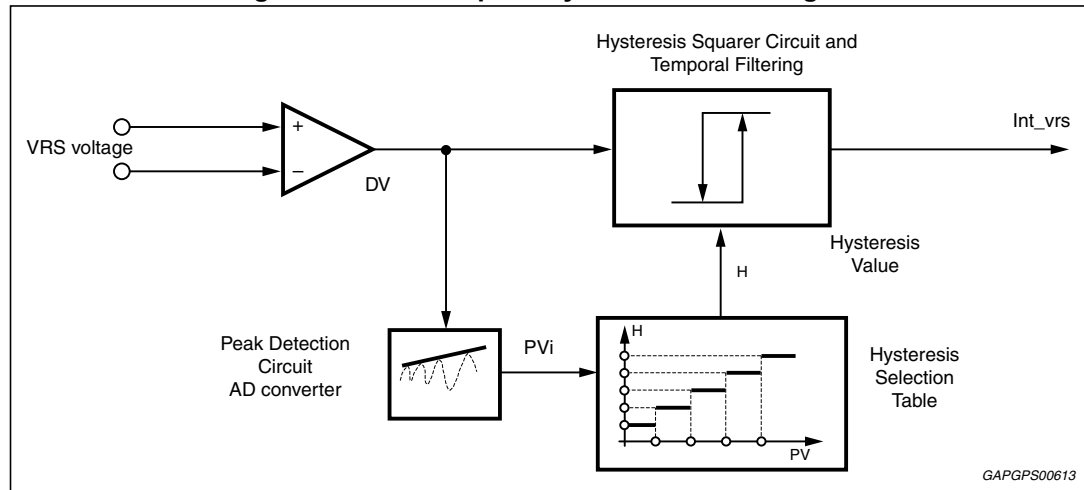 Hysteresis Squarer Circuit and
Temporal Filtering
Int_vrs
VRS voltage
+
−
DV
Hysteresis
Value
H
Peak Detection
Circuit
AD converter
PVi
H
PV
Hysteresis
Selection
Table
GAPGPS00613